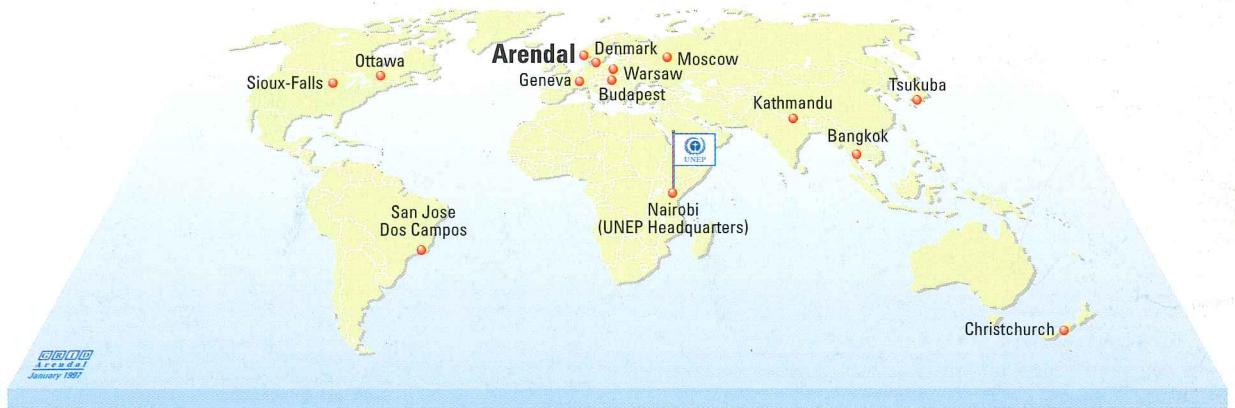 Arendal
Denmark
Moscow
Ottawa
Sioux-Falls
Geneva
Warsaw
Budapest
Tsukuba
Kathmandu
Bangkok
UNEP
San Jose
Dos Campos
Nairobi
(UNEP Headquarters)
Christchurch
GRID
Arendal
January 1997